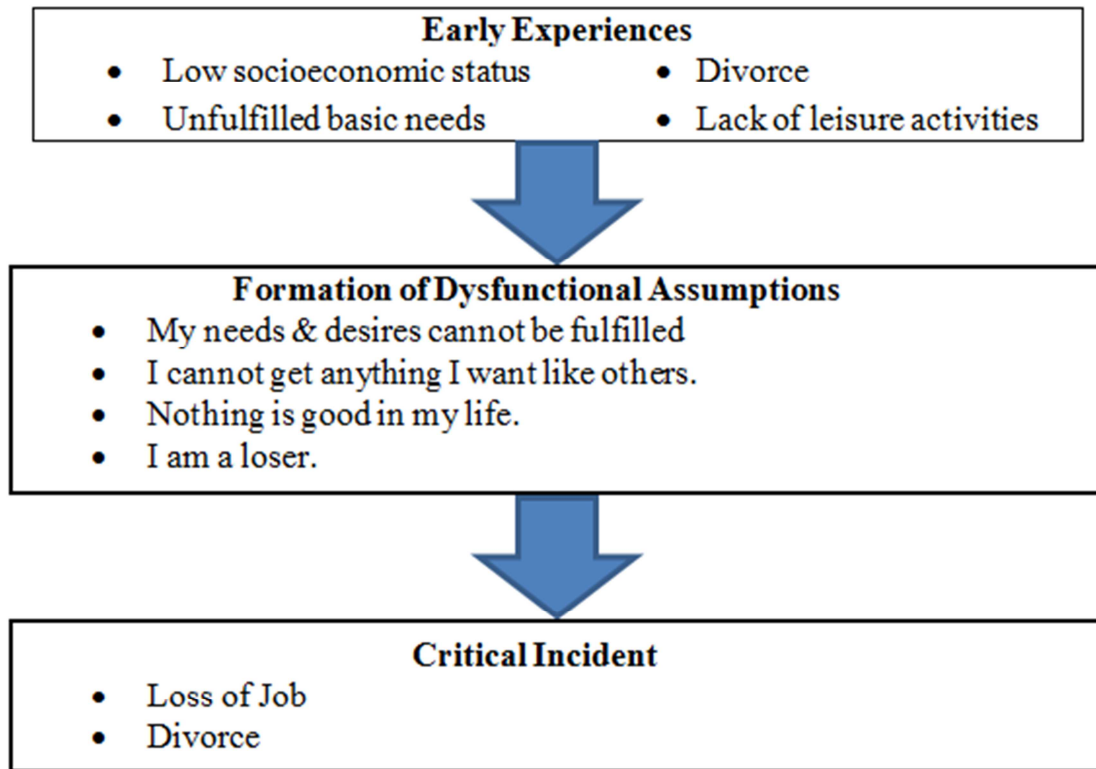 Early Experiences
• Low socioeconomic status • Divorce
• Unfulfilled basic needs • Lack of leisure activities
Formation of Dysfunctional Assumptions
• My needs & desires cannot be fulfilled
• I cannot get anything I want like others.
• Nothing is good in my life.
• I am a loser.
Critical Incident
• Loss of Job
• Divorce